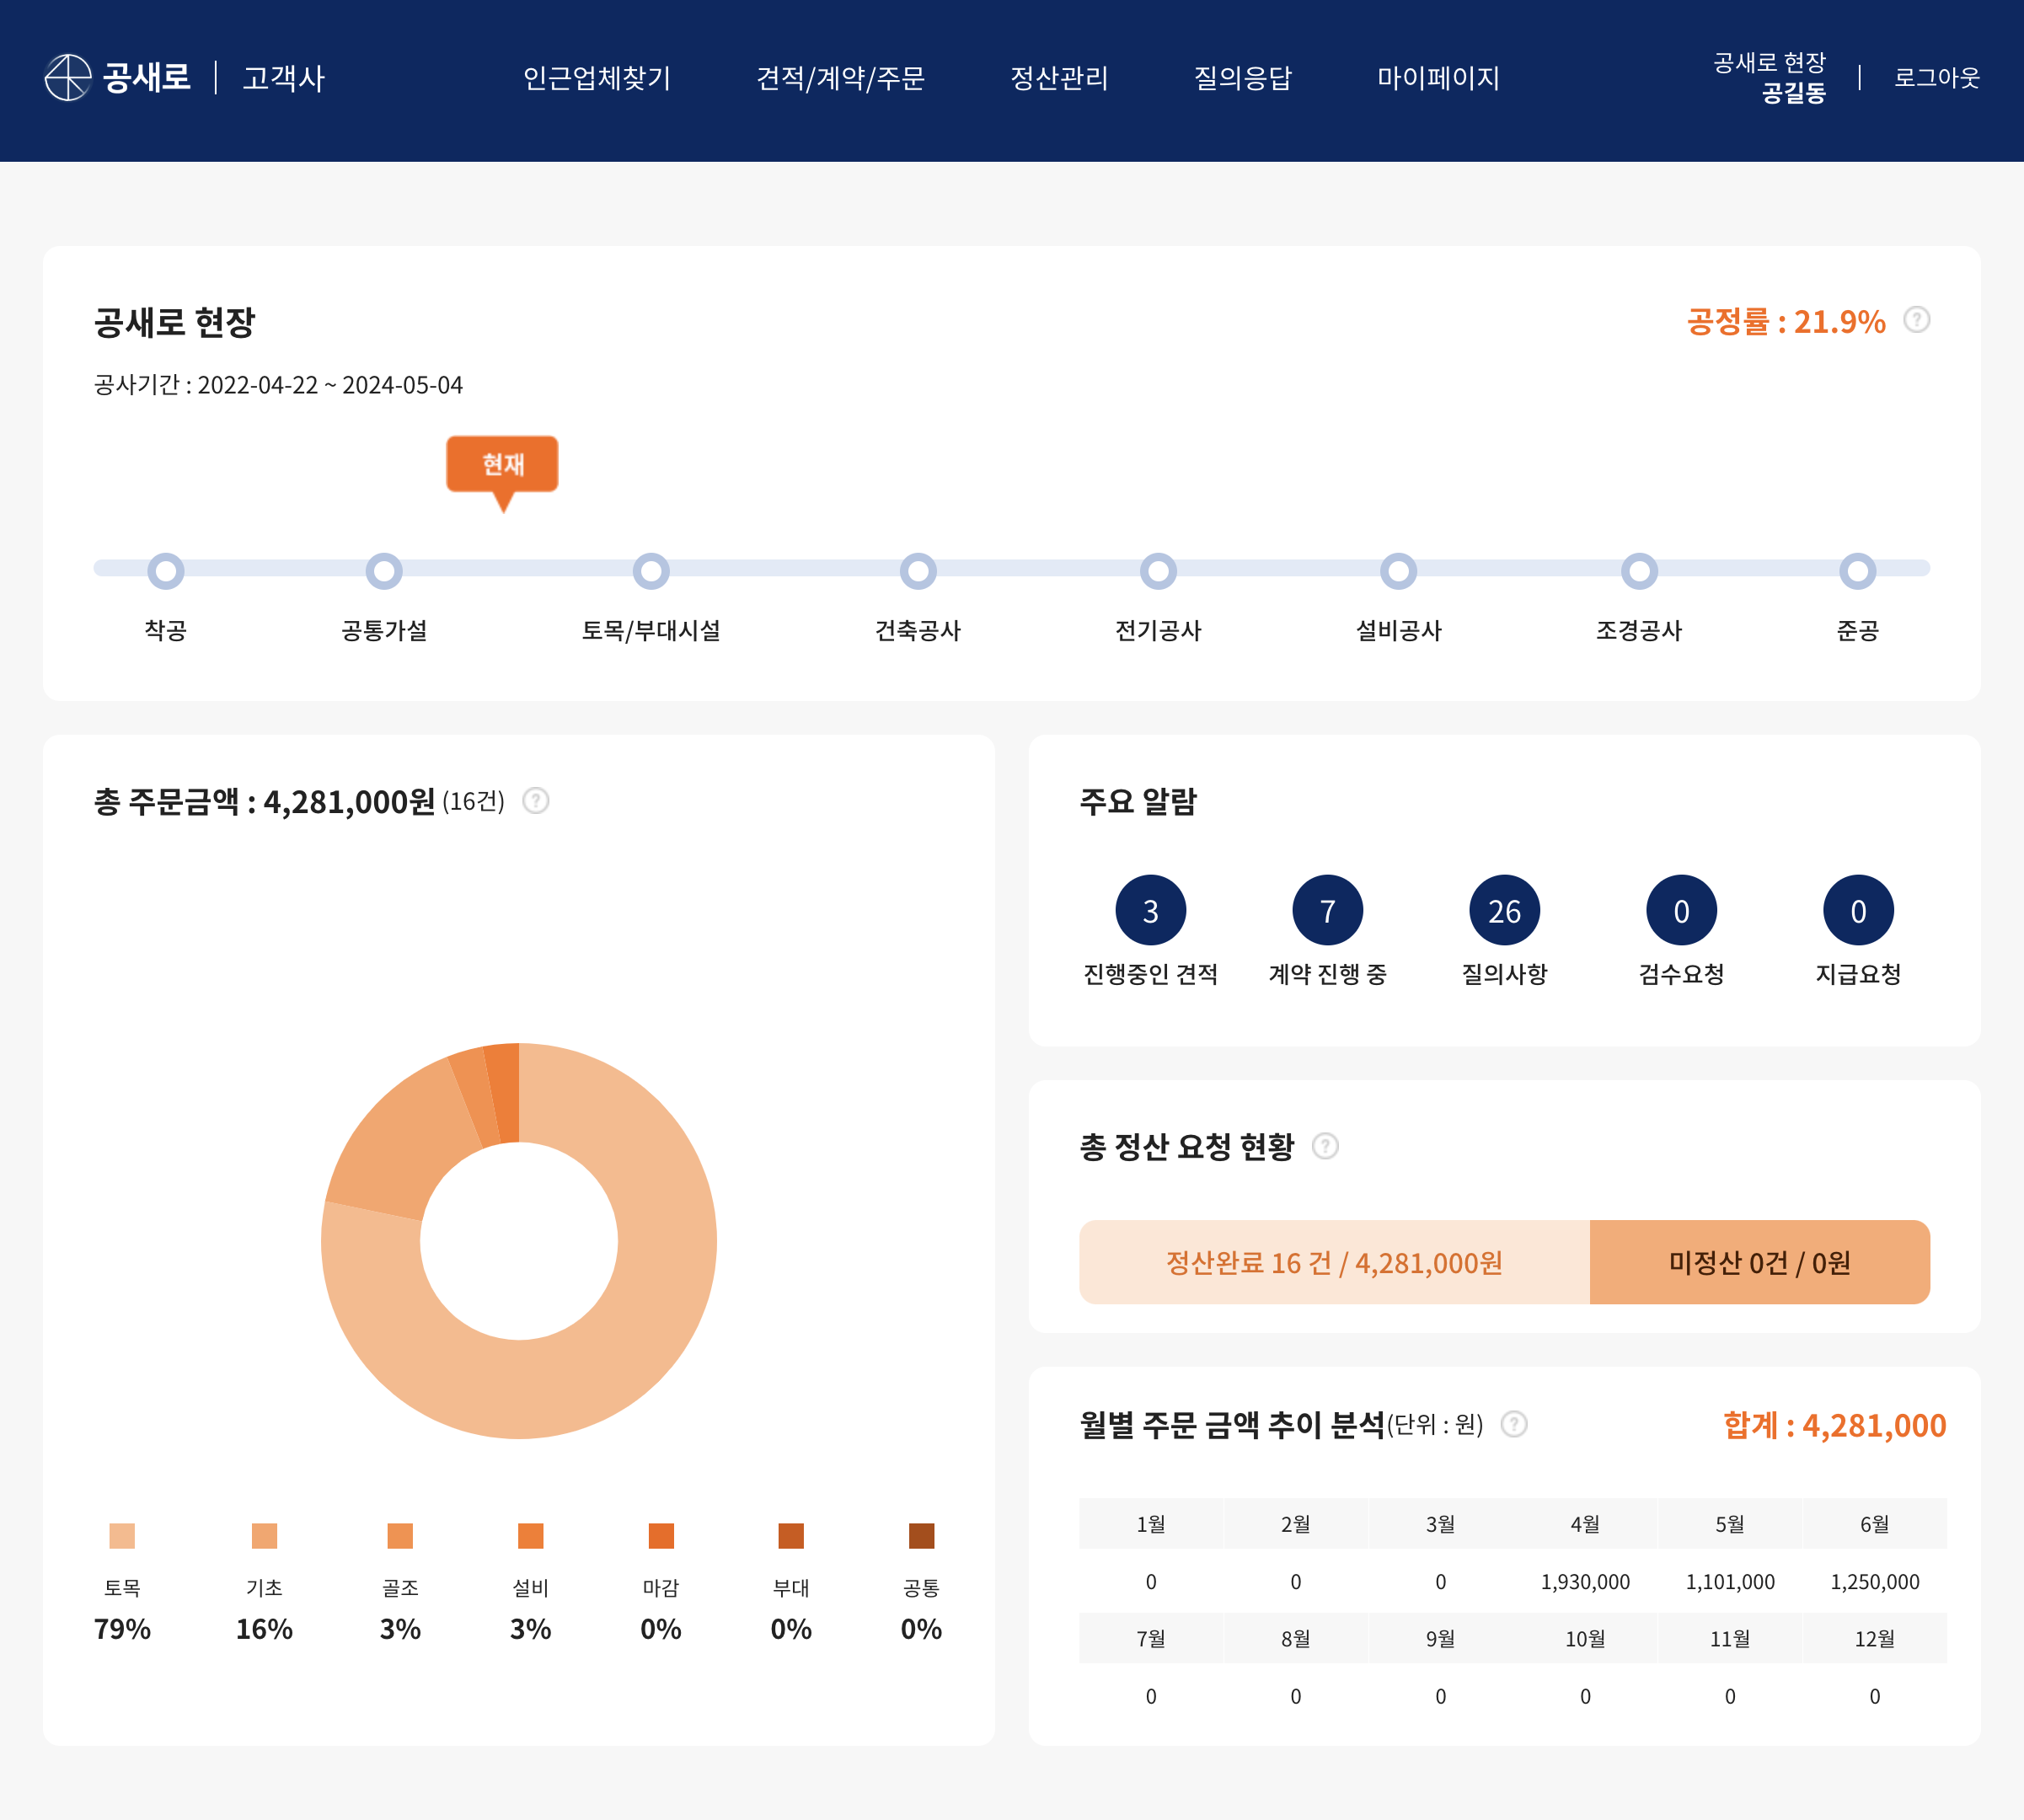 공새로 | 고객사
인근업체찾기 견적/계약/주문 정산관리 질의응답 마이페이지
공새로 현장
공길동
로그아웃
공새로 현장
공정률 : 21.9% ?
공사기간 : 2022-04-22 ~ 2024-05-04
현재
착공 공통가설 토목/부대시설 건축공사 전기공사 설비공사 조경공사 준공
총 주문금액 : 4,281,000원 (16건) ?
토목 기초 골조 설비 마감 부대 공통
79% 16% 3% 3% 0% 0% 0%
주요 알람
3 7 26 0 0
진행중인 견적 계약 진행 중 질의사항 검수요청 지급요청
총 정산 요청 현황 ?
정산완료 16 건 / 4,281,000원 미정산 0건 / 0원
월별 주문 금액 추이 분석(단위 : 원) ? 합계 : 4,281,000
1월 2월 3월 4월 5월 6월
0 0 0 1,930,000 1,101,000 1,250,000
7월 8월 9월 10월 11월 12월
0 0 0 0 0 0